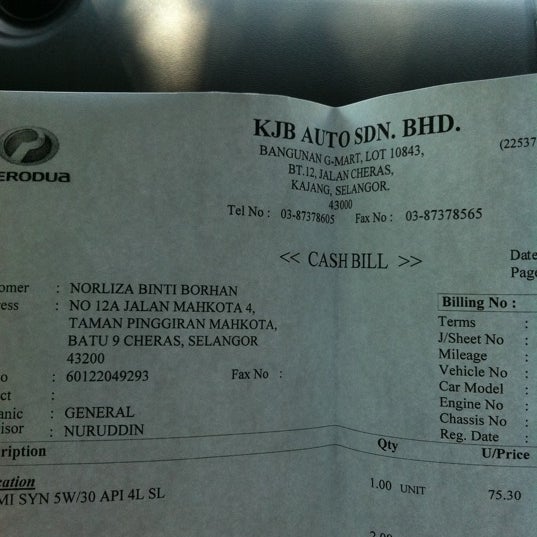 KJB AUTO SDN. BHD.
(22537
BANGUNAN G-MART, LOT 10843,
BT.12, JALAN CHERAS,
KAJANG, SELANGOR.
43000
ERODUA
Tel No : 03-87378605 Fax No : 03-87378565
<< CASH BILL >>
Date
Page
omer : NORLIZA BINTI BORHAN
ress : NO 12A JALAN MAHKOTA 4,
TAMAN PINGGIRAN MAHKOTA,
BATU 9 CHERAS, SELANGOR
43200
o : 60122049293 Fax No :
ct :
anic : GENERAL
isor : NURUDDIN
Billing No :
Terms :
J/Sheet No :
Mileage :
Vehicle No :
Car Model :
Engine No :
Chassis No :
Reg. Date :
cription Qty U/Price
cation
MI SYN 5W/30 API 4L SL 1.00 UNIT 75.30